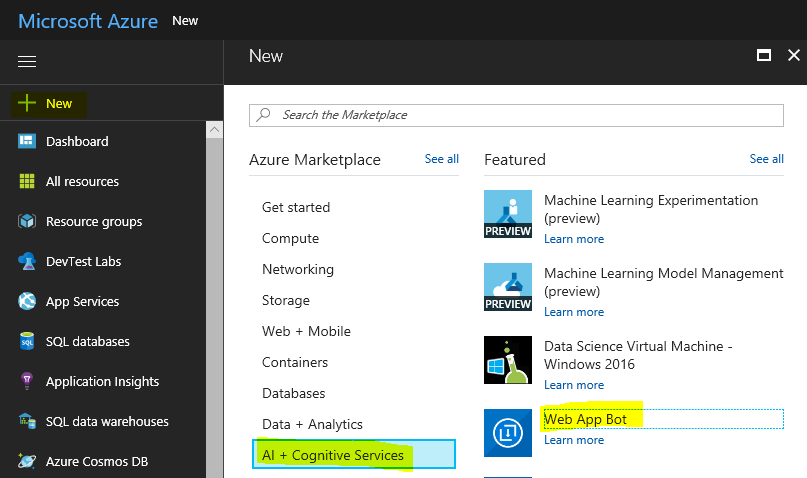 Microsoft Azure New
New
New
Search the Marketplace
Dashboard
All resources
Resource groups
DevTest Labs
App Services
SQL databases
SQL
Application Insights
SQL data warehouses
SQL
Azure Cosmos DB
Azure Marketplace See all
Get started
Compute
Networking
Storage
Web + Mobile
Containers
Databases
Data + Analytics
AI + Cognitive Services
Featured See all
Machine Learning Experimentation
(preview)
PREVIEW
Learn more
Machine Learning Model Management
(preview)
PREVIEW
Learn more
Data Science Virtual Machine -
Windows 2016
Learn more
Web App Bot
Learn more